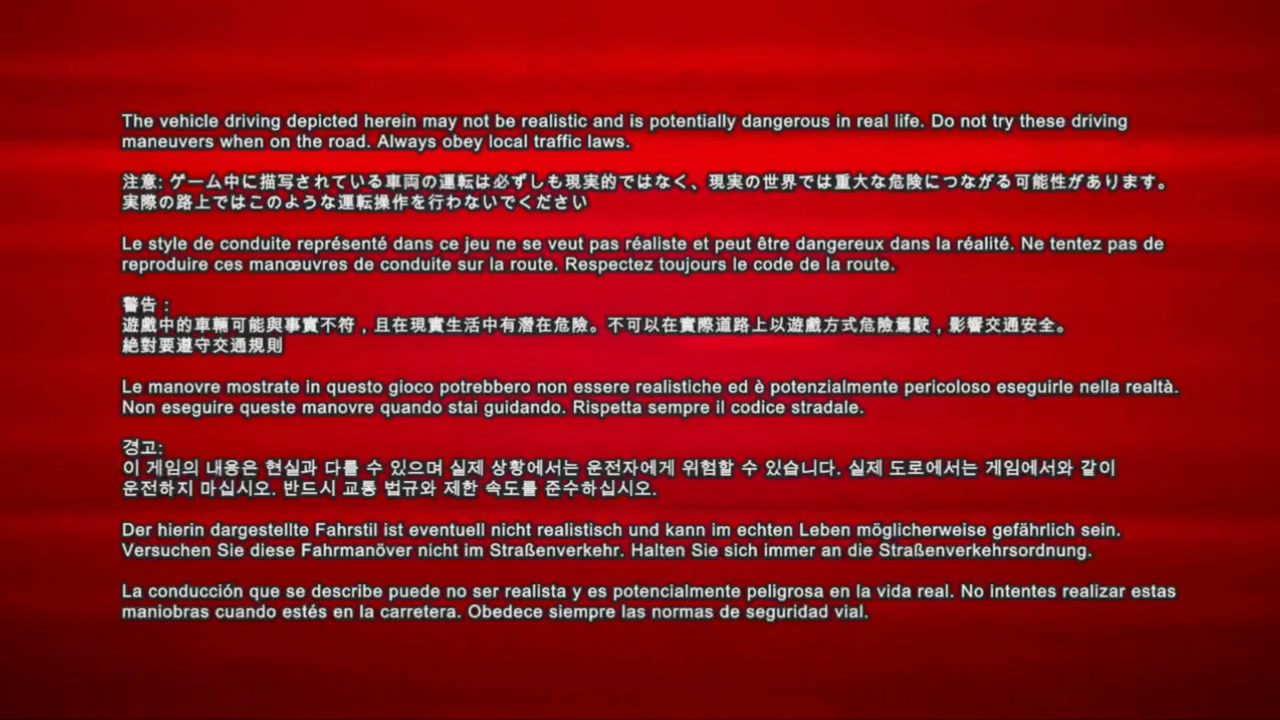 The vehicle driving depicted herein may not be realistic and is potentially dangerous in real life. Do not try these driving
maneuvers when on the road. Always obey local traffic laws.
注意: ゲーム中に描写されている車両の運転は必ずしも現実的ではなく、現実の世界では重大な危険につながる可能性があります。
実際の路上ではこのような運転操作を行わないでください
Le style de conduite représenté dans ce jeu ne se veut pas réaliste et peut être dangereux dans la réalité. Ne tentez pas de
reproduire ces manœuvres de conduite sur la route. Respectez toujours le code de la route.
警告：
遊戲中的車輛可能與事實不符，且在現實生活中有潛在危險。不可以在實際道路上以遊戲方式危險駕駛，影響交通安全。
絕對要遵守交通規則
Le manovre mostrate in questo gioco potrebbero non essere realistiche ed è potenzialmente pericoloso eseguirle nella realtà.
Non eseguire queste manovre quando stai guidando. Rispetta sempre il codice stradale.
경고:
이 게임의 내용은 현실과 다를 수 있으며 실제 상황에서는 운전자에게 위험할 수 있습니다. 실제 도로에서는 게임에서와 같이
운전하지 마십시오. 반드시 교통 법규와 제한 속도를 준수하십시오.
Der hierin dargestellte Fahrstil ist eventuell nicht realistisch und kann im echten Leben möglicherweise gefährlich sein.
Versuchen Sie diese Fahrmanöver nicht im Straßenverkehr. Halten Sie sich immer an die Straßenverkehrsordnung.
La conducción que se describe puede no ser realista y es potencialmente peligrosa en la vida real. No intentes realizar estas
maniobras cuando estés en la carretera. Obedece siempre las normas de seguridad vial.